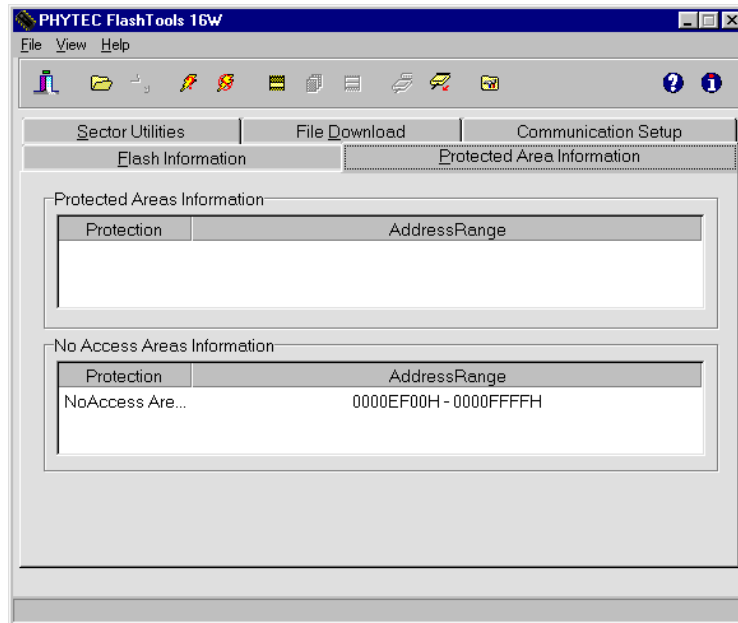 PHYTEC FlashTools 16W
File View Help
Sector Utilities File Download Communication Setup
Flash Information Protected Area Information
Protected Areas Information
Protection AddressRange
No Access Areas Information
Protection AddressRange
NoAccess Are... 0000EF00H - 0000FFFFH